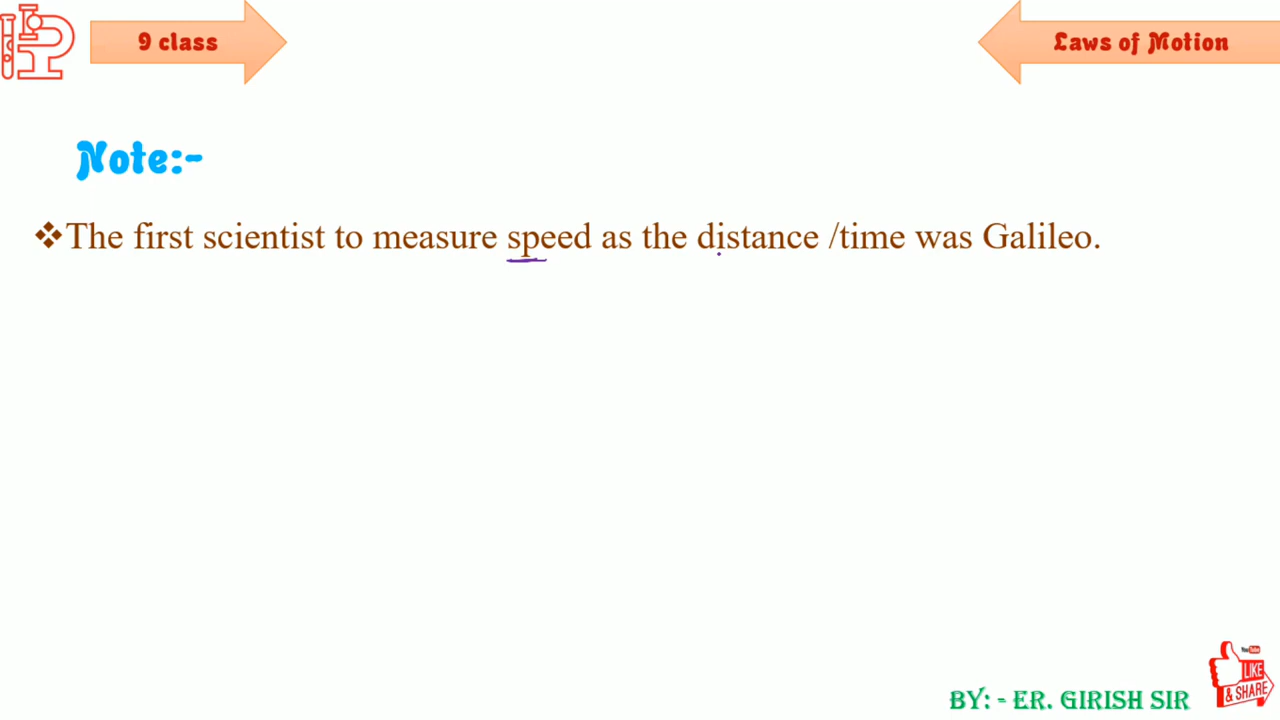 9 class
Laws of Motion
Note:-
❖The first scientist to measure speed as the distance /time was Galileo.
YouTube
LIKE
& SHARE
BY: - ER. GIRISH SIR